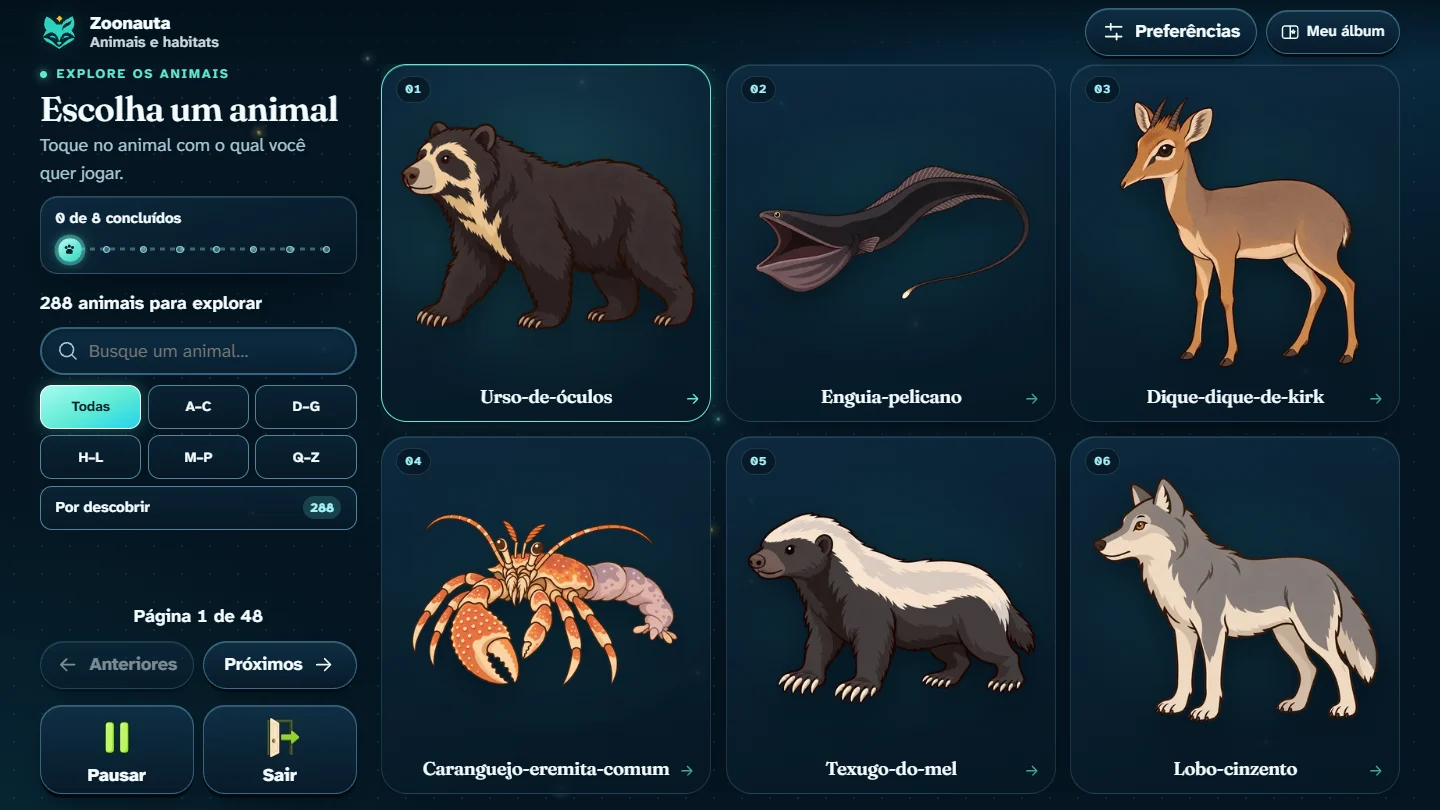 Zoonauta
Animais e habitats
Preferências
Meu álbum
EXPLORE OS ANIMAIS
Escolha um animal
Toque no animal com o qual você
quer jogar.
0 de 8 concluídos
288 animais para explorar
Busque um animal...
Todas
A–C
D–G
H–L
M–P
Q–Z
Por descobrir
288
Página 1 de 48
Anteriores
Próximos
Pausar
Sair
01
Urso-de-óculos
02
Enguia-pelicano
03
Dique-dique-de-kirk
04
Caranguejo-eremita-comum
05
Texugo-do-mel
06
Lobo-cinzento